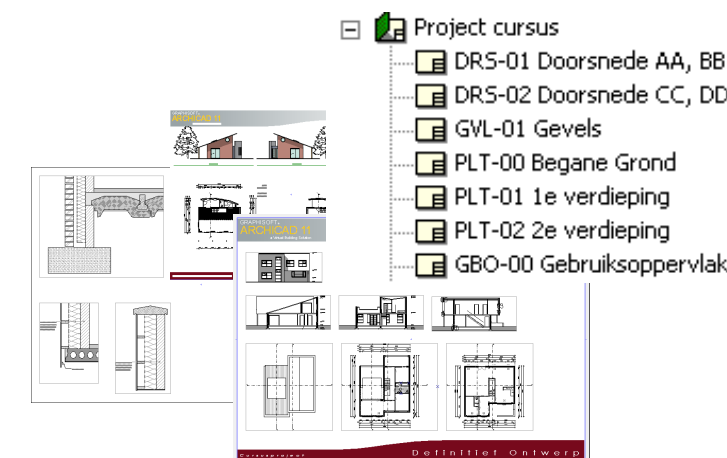 Project cursus
DRS-01 Doorsnede AA, BB
DRS-02 Doorsnede CC, DD
GVL-01 Gevels
PLT-00 Begane Grond
PLT-01 1e verdieping
PLT-02 2e verdieping
GBO-00 Gebruiksoppervlak
GRAPHISOFT
ARCHICAD 11
GRAPHISOFT.
ARCHICAD 11
Cursusproject
Definitief Ontwerp